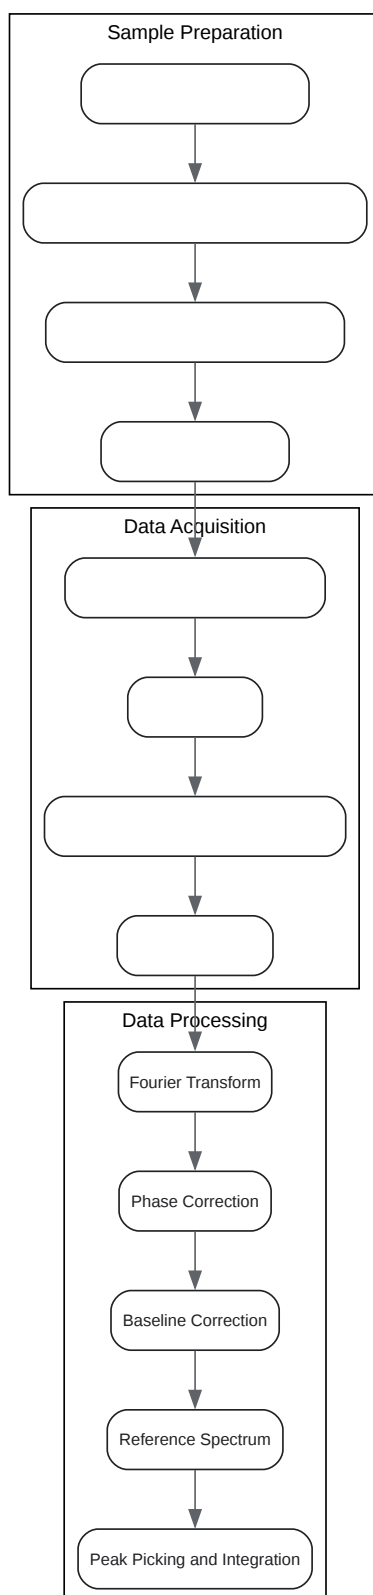 Sample Preparation
Data Acquisition
Data Processing
Fourier Transform
Phase Correction
Baseline Correction
Reference Spectrum
Peak Picking and Integration